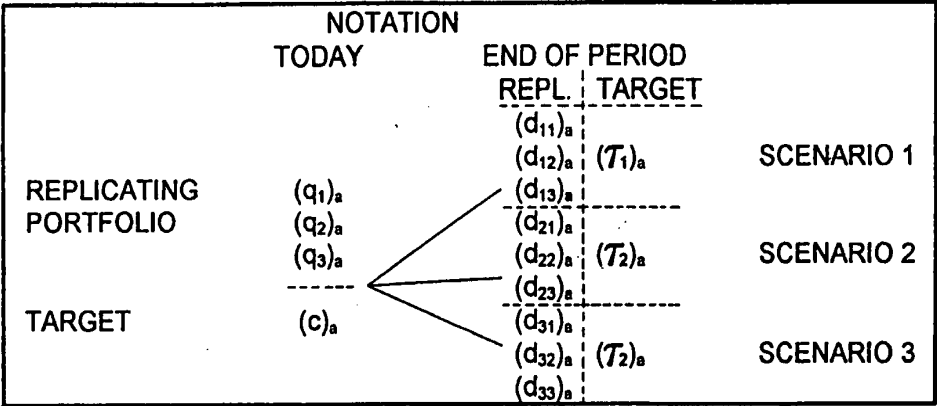 NOTATION
TODAY END OF PERIOD
REPL. TARGET
(d₁₁)ₐ
(d₁₂)ₐ (𝒯₁)ₐ SCENARIO 1
REPLICATING (q₁)ₐ (d₁₃)ₐ
PORTFOLIO (q₂)ₐ (d₂₁)ₐ
(q₃)ₐ (d₂₂)ₐ (𝒯₂)ₐ SCENARIO 2
(d₂₃)ₐ
TARGET (c)ₐ (d₃₁)ₐ
(d₃₂)ₐ (𝒯₂)ₐ SCENARIO 3
(d₃₃)ₐ